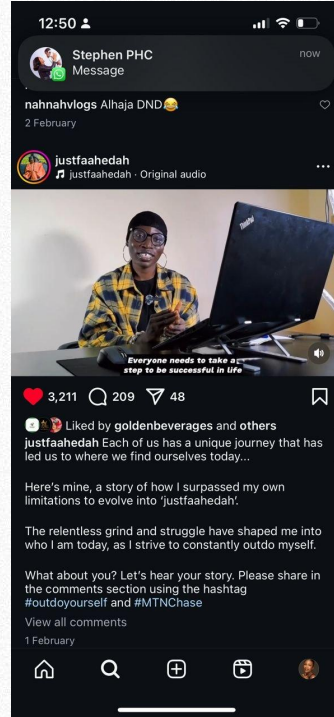 12:50
Stephen PHC
now
Message
nahnahvlogs Alhaja DND😂
2 February
justfaahedah
justfaahedah · Original audio
ThinkPad
Everyone needs to take a
step to be successful in life
3,211 209 48
Liked by goldenbeverages and others
justfaahedah Each of us has a unique journey that has
led us to where we find ourselves today...
Here's mine, a story of how I surpassed my own
limitations to evolve into 'justfaahedah'.
The relentless grind and struggle have shaped me into
who I am today, as I strive to constantly outdo myself.
What about you? Let's hear your story. Please share in
the comments section using the hashtag
#outdoyourself and #MTNChase
View all comments
1 February